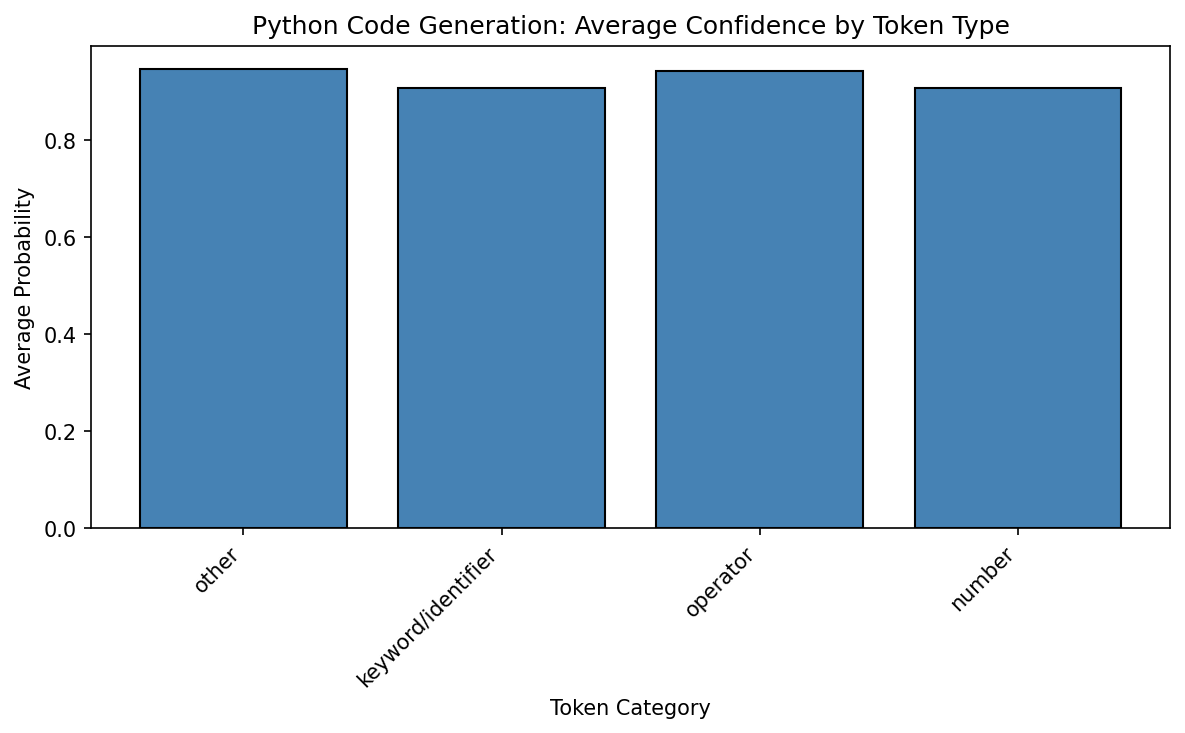 Python Code Generation: Average Confidence by Token Type
Average Probability
0.8
0.6
0.4
0.2
0.0
other
keyword/identifier
operator
number
Token Category